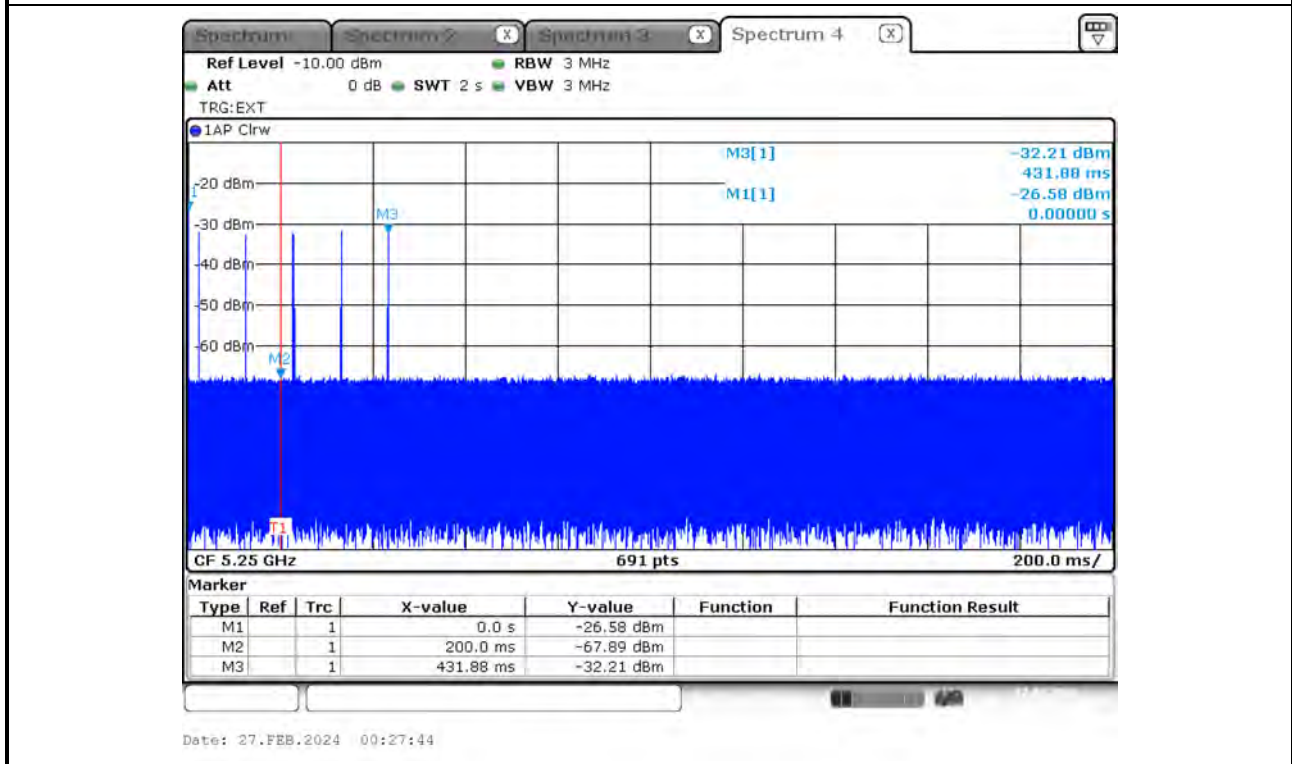 Spectrum Spectrum 2 X Spectrum 3 X Spectrum 4 X
Ref Level -10.00 dBm RBW 3 MHz
Att 0 dB SWT 2 s VBW 3 MHz
TRG:EXT
1AP Clrw
M3[1] -32.21 dBm
431.88 ms
-20 dBm
1
M1[1] -26.58 dBm
0.00000 s
M3
-30 dBm
-40 dBm
-50 dBm
-60 dBm
M2
T1
CF 5.25 GHz 691 pts 200.0 ms/
Marker
Type Ref Trc X-value Y-value Function Function Result
M1 1 0.0 s -26.58 dBm
M2 1 200.0 ms -67.89 dBm
M3 1 431.88 ms -32.21 dBm
Date: 27.FEB.2024 00:27:44